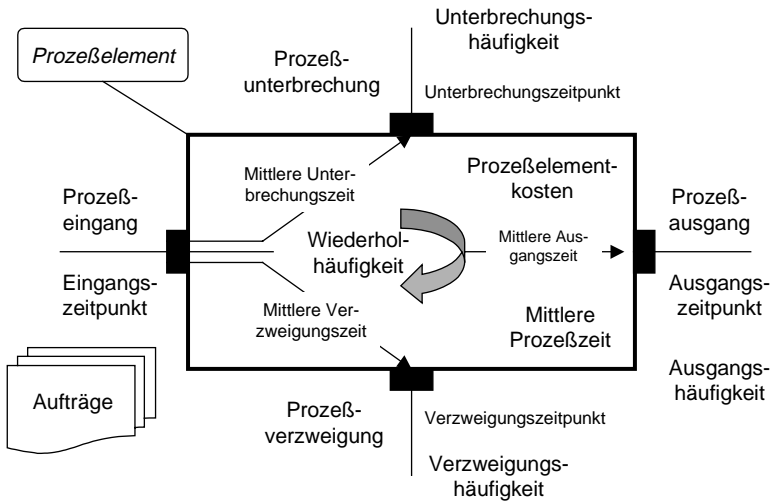 Prozeßelement
Prozeß-
unterbrechung
Unterbrechungs-
häufigkeit
Unterbrechungszeitpunkt
Prozeß-
eingang
Eingangs-
zeitpunkt
Mittlere Unter-
brechungszeit
Wiederhol-
häufigkeit
Mittlere Ver-
zweigungszeit
Prozeßelement-
kosten
Mittlere Aus-
gangszeit
Mittlere
Prozeßzeit
Prozeß-
ausgang
Ausgangs-
zeitpunkt
Ausgangs-
häufigkeit
Aufträge
Prozeß-
verzweigung
Verzweigungszeitpunkt
Verzweigungs-
häufigkeit